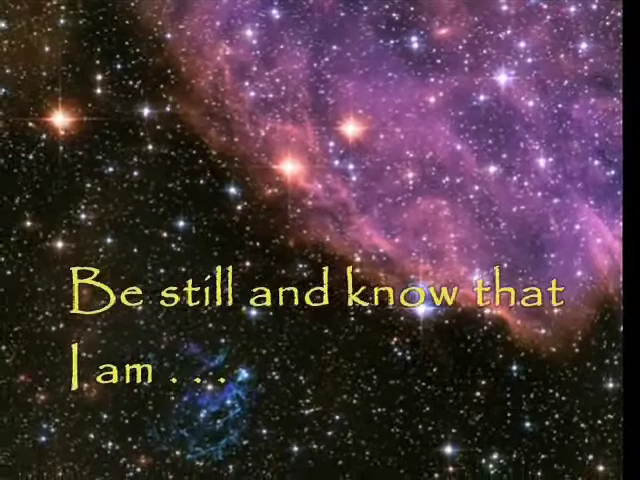 Be still and know that
I am . . .